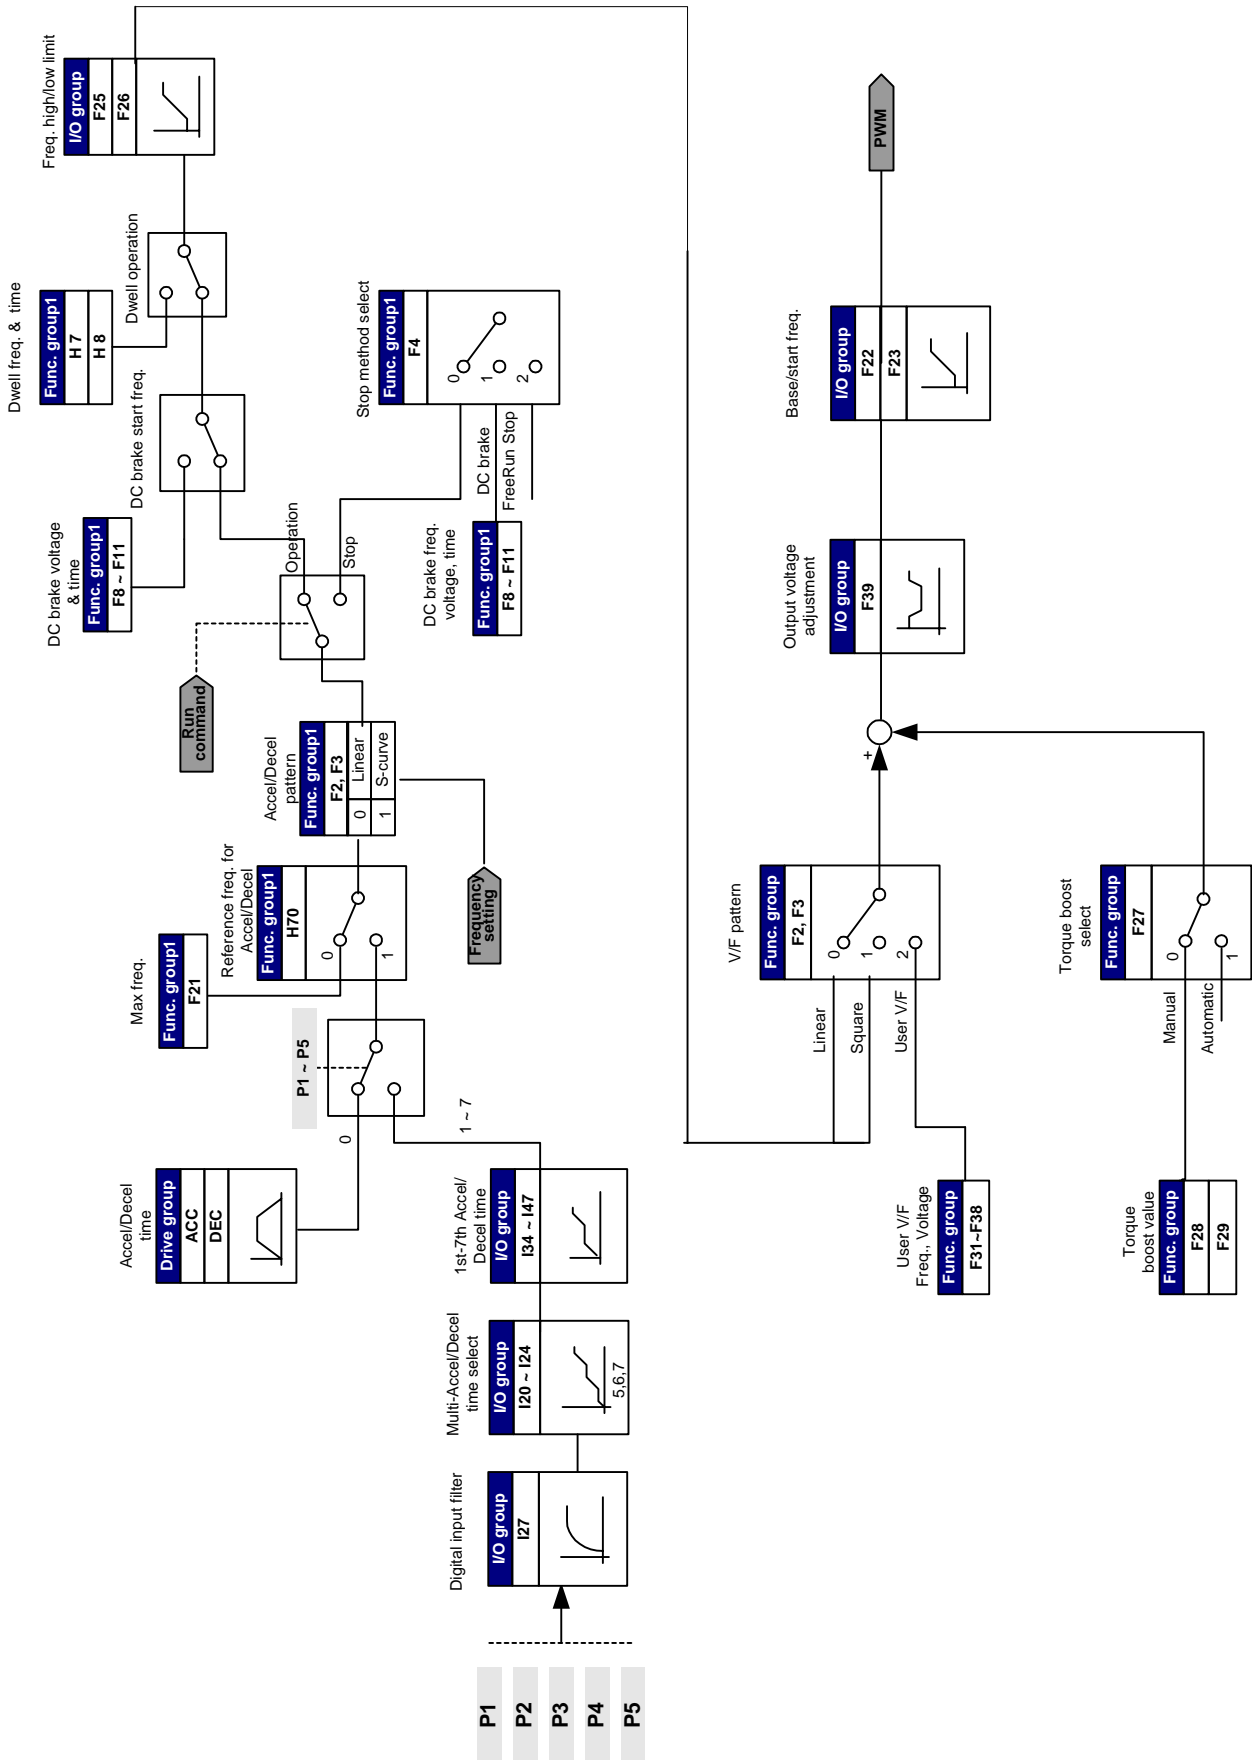 P1
P2
P3
P4
P5
Digital input filter
I/O group
I27
Multi-Accel/Decel
time select
I/O group
I20 ~ I24
5,6,7
1st-7th Accel/
Decel time
I/O group
I34 ~ I47
Accel/Decel
time
Drive group
ACC
DEC
0
1 ~ 7
P1 ~ P5
Max freq.
Func. group1
F21
Reference freq. for
Accel/Decel
Func. group1
H70
0
1
Frequency
setting
Accel/Decel
pattern
Func. group1
F2, F3
0
Linear
1
S-curve
Run
command
Operation
Stop
DC brake voltage
& time
Func. group1
F8 ~ F11
DC brake start freq.
DC brake freq.
voltage, time
Func. group1
F8 ~ F11
DC brake
FreeRun Stop
Stop method select
Func. group1
F4
0
1
2
Dwell freq. & time
Func. group1
H 7
H 8
Dwell operation
Freq. high/low limit
I/O group
F25
F26
User V/F
Freq., Voltage
Func. group
F31~F38
Linear
Square
User V/F
V/F pattern
Func. group
F2, F3
0
1
2
Torque
boost value
Func. group
F28
F29
Manual
Automatic
Torque boost
select
Func. group
F27
0
1
+
Output voltage
adjustment
I/O group
F39
Base/start freq.
I/O group
F22
F23
PWM